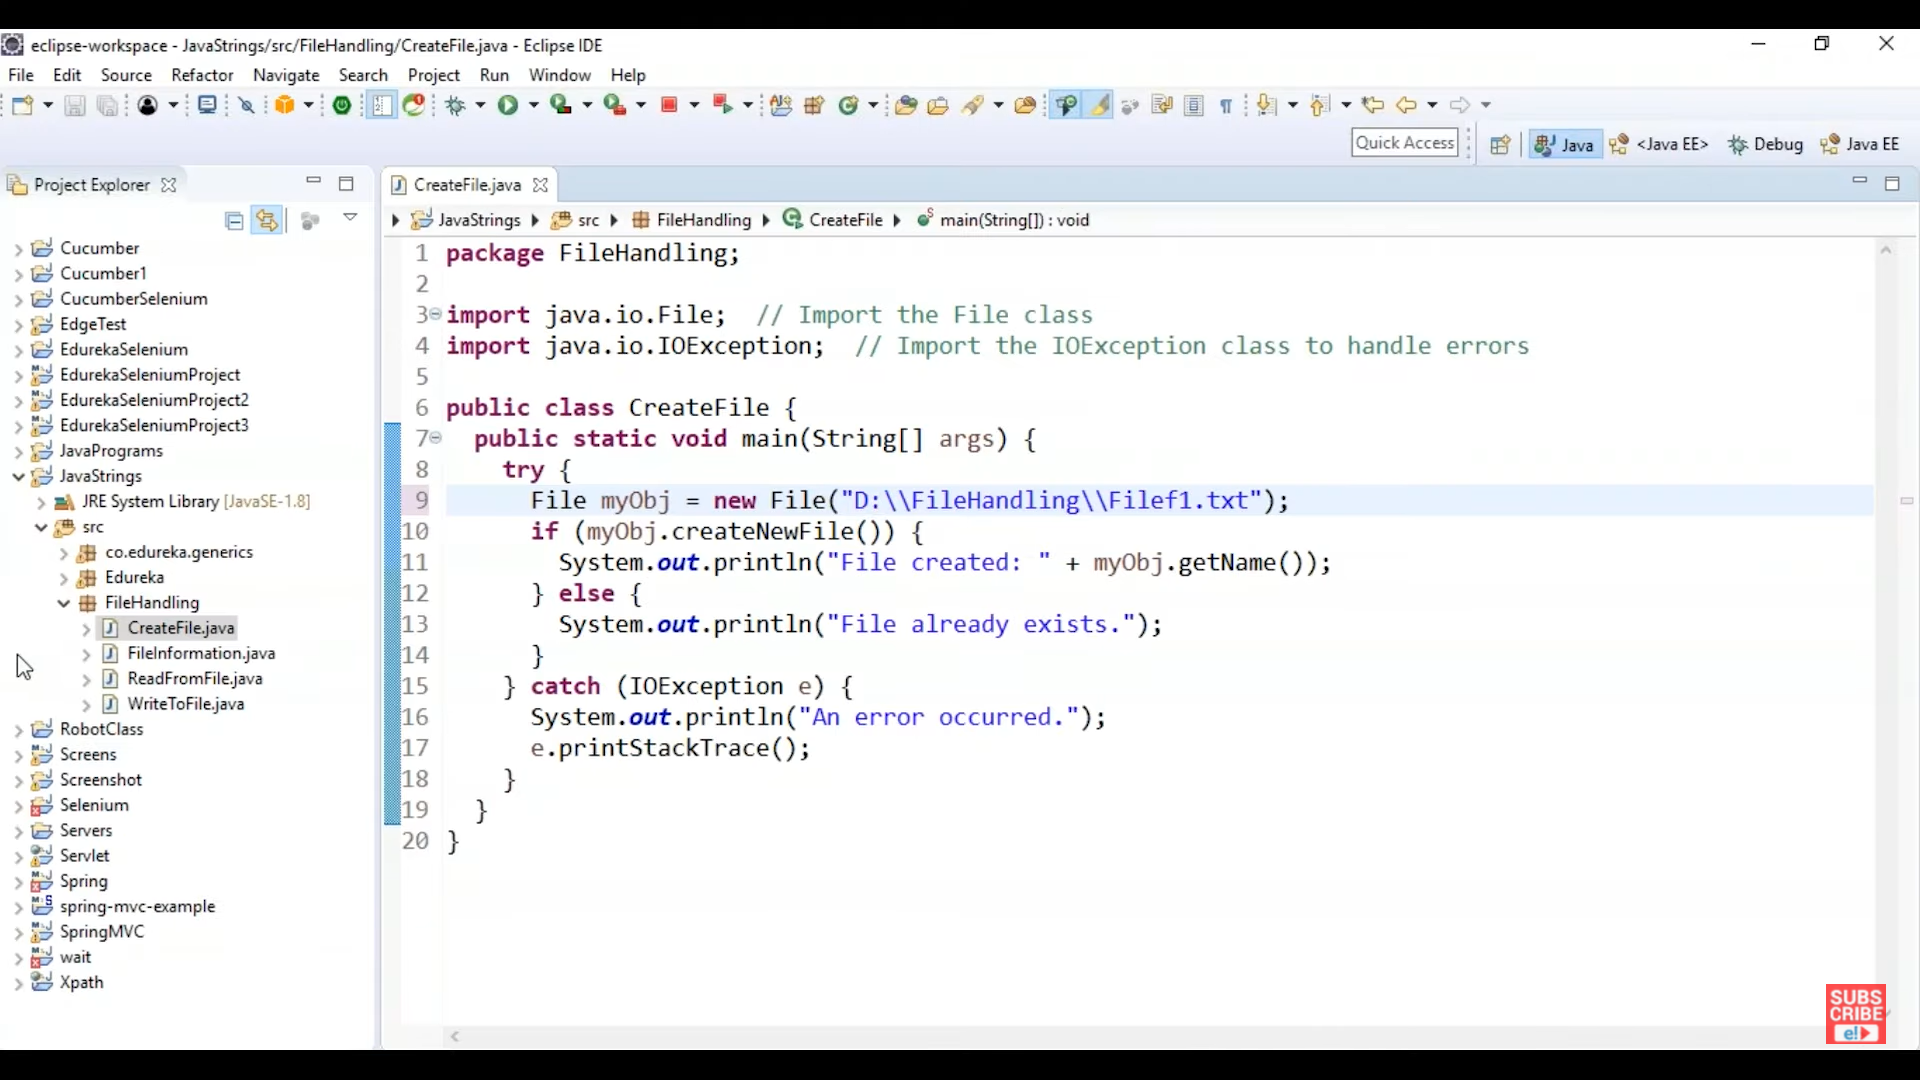 eclipse-workspace - JavaStrings/src/FileHandling/CreateFile.java - Eclipse IDE
File Edit Source Refactor Navigate Search Project Run Window Help
Quick Access Java <Java EE> Debug Java EE
Project Explorer
Cucumber
Cucumber1
CucumberSelenium
EdgeTest
EdurekaSelenium
EdurekaSeleniumProject
EdurekaSeleniumProject2
EdurekaSeleniumProject3
JavaPrograms
JavaStrings
JRE System Library [JavaSE-1.8]
src
co.edureka.generics
Edureka
FileHandling
CreateFile.java
FileInformation.java
ReadFromFile.java
WriteToFile.java
RobotClass
Screens
Screenshot
Selenium
Servers
Servlet
Spring
spring-mvc-example
SpringMVC
wait
Xpath
CreateFile.java
JavaStrings src FileHandling CreateFile main(String[]) : void
1 package FileHandling;
2
3 import java.io.File;  // Import the File class
4 import java.io.IOException;  // Import the IOException class to handle errors
5
6 public class CreateFile {
7   public static void main(String[] args) {
8     try {
9       File myObj = new File("D:\\FileHandling\\Filef1.txt");
10       if (myObj.createNewFile()) {
11         System.out.println("File created: " + myObj.getName());
12       } else {
13         System.out.println("File already exists.");
14       }
15     } catch (IOException e) {
16       System.out.println("An error occurred.");
17       e.printStackTrace();
18     }
19   }
20 }
SUBS
CRIBE
e!